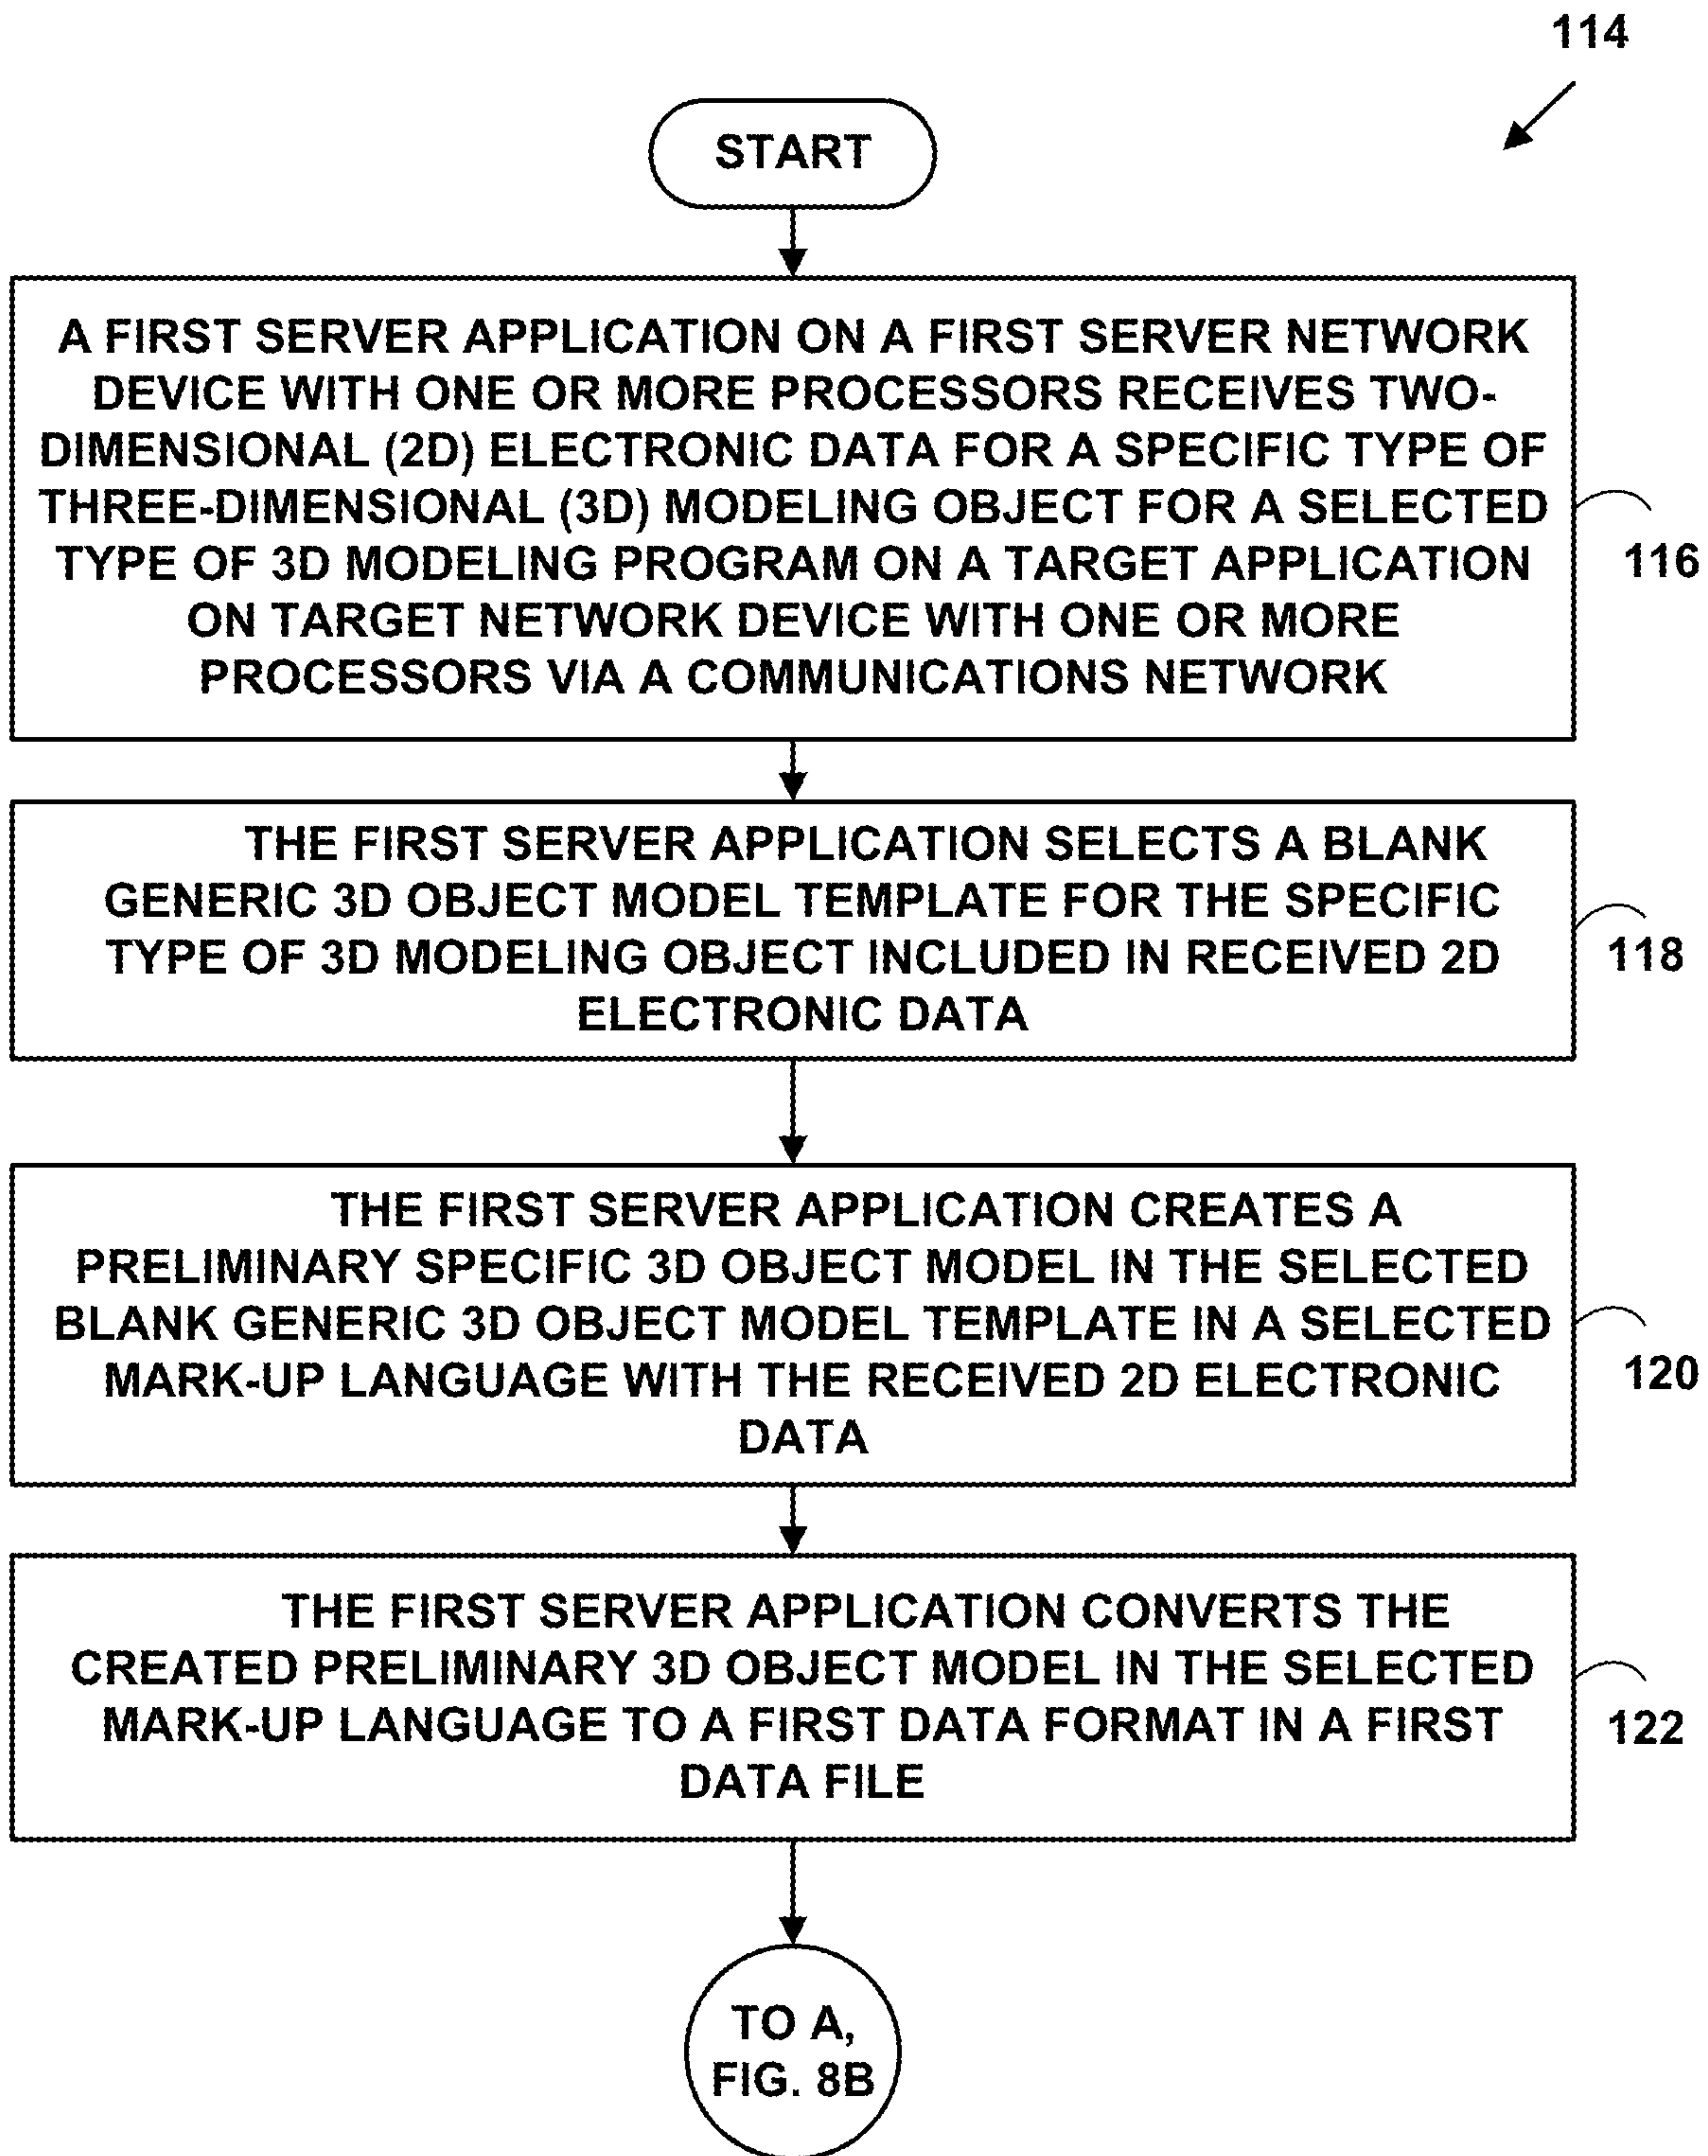 114
START
A FIRST SERVER APPLICATION ON A FIRST SERVER NETWORK
DEVICE WITH ONE OR MORE PROCESSORS RECEIVES TWO-
DIMENSIONAL (2D) ELECTRONIC DATA FOR A SPECIFIC TYPE OF
THREE-DIMENSIONAL (3D) MODELING OBJECT FOR A SELECTED
TYPE OF 3D MODELING PROGRAM ON A TARGET APPLICATION
ON TARGET NETWORK DEVICE WITH ONE OR MORE
PROCESSORS VIA A COMMUNICATIONS NETWORK
116
THE FIRST SERVER APPLICATION SELECTS A BLANK
GENERIC 3D OBJECT MODEL TEMPLATE FOR THE SPECIFIC
TYPE OF 3D MODELING OBJECT INCLUDED IN RECEIVED 2D
ELECTRONIC DATA
118
THE FIRST SERVER APPLICATION CREATES A
PRELIMINARY SPECIFIC 3D OBJECT MODEL IN THE SELECTED
BLANK GENERIC 3D OBJECT MODEL TEMPLATE IN A SELECTED
MARK-UP LANGUAGE WITH THE RECEIVED 2D ELECTRONIC
DATA
120
THE FIRST SERVER APPLICATION CONVERTS THE
CREATED PRELIMINARY 3D OBJECT MODEL IN THE SELECTED
MARK-UP LANGUAGE TO A FIRST DATA FORMAT IN A FIRST
DATA FILE
122
TO A,
FIG. 8B